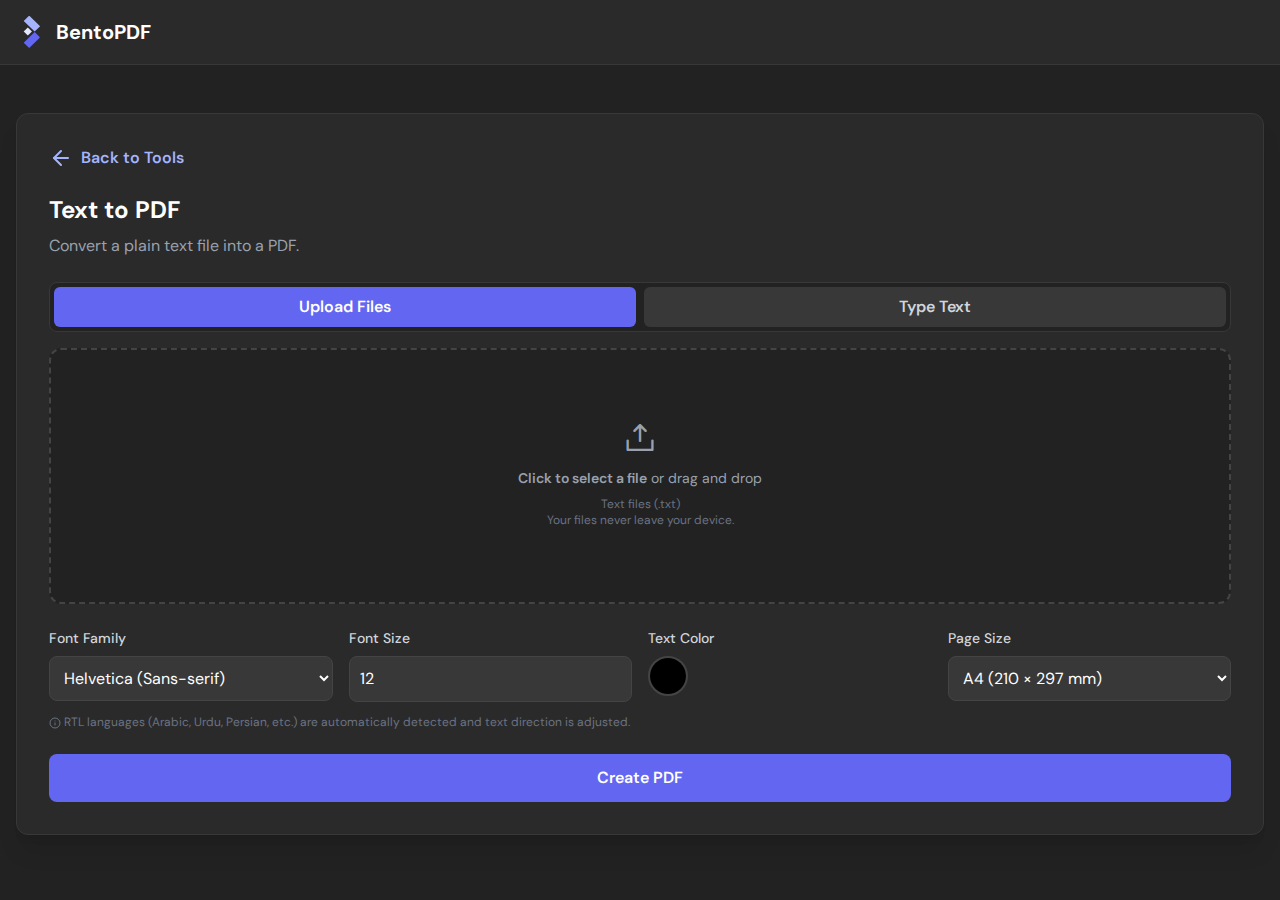 BentoPDF
Back to Tools
Text to PDF
Convert a plain text file into a PDF.
Upload Files
Type Text
Click to select a file or drag and drop
Text files (.txt)
Your files never leave your device.
Font Family
Font Size
Text Color
Page Size
Helvetica (Sans-serif)
12
A4 (210 × 297 mm)
RTL languages (Arabic, Urdu, Persian, etc.) are automatically detected and text direction is adjusted.
Create PDF